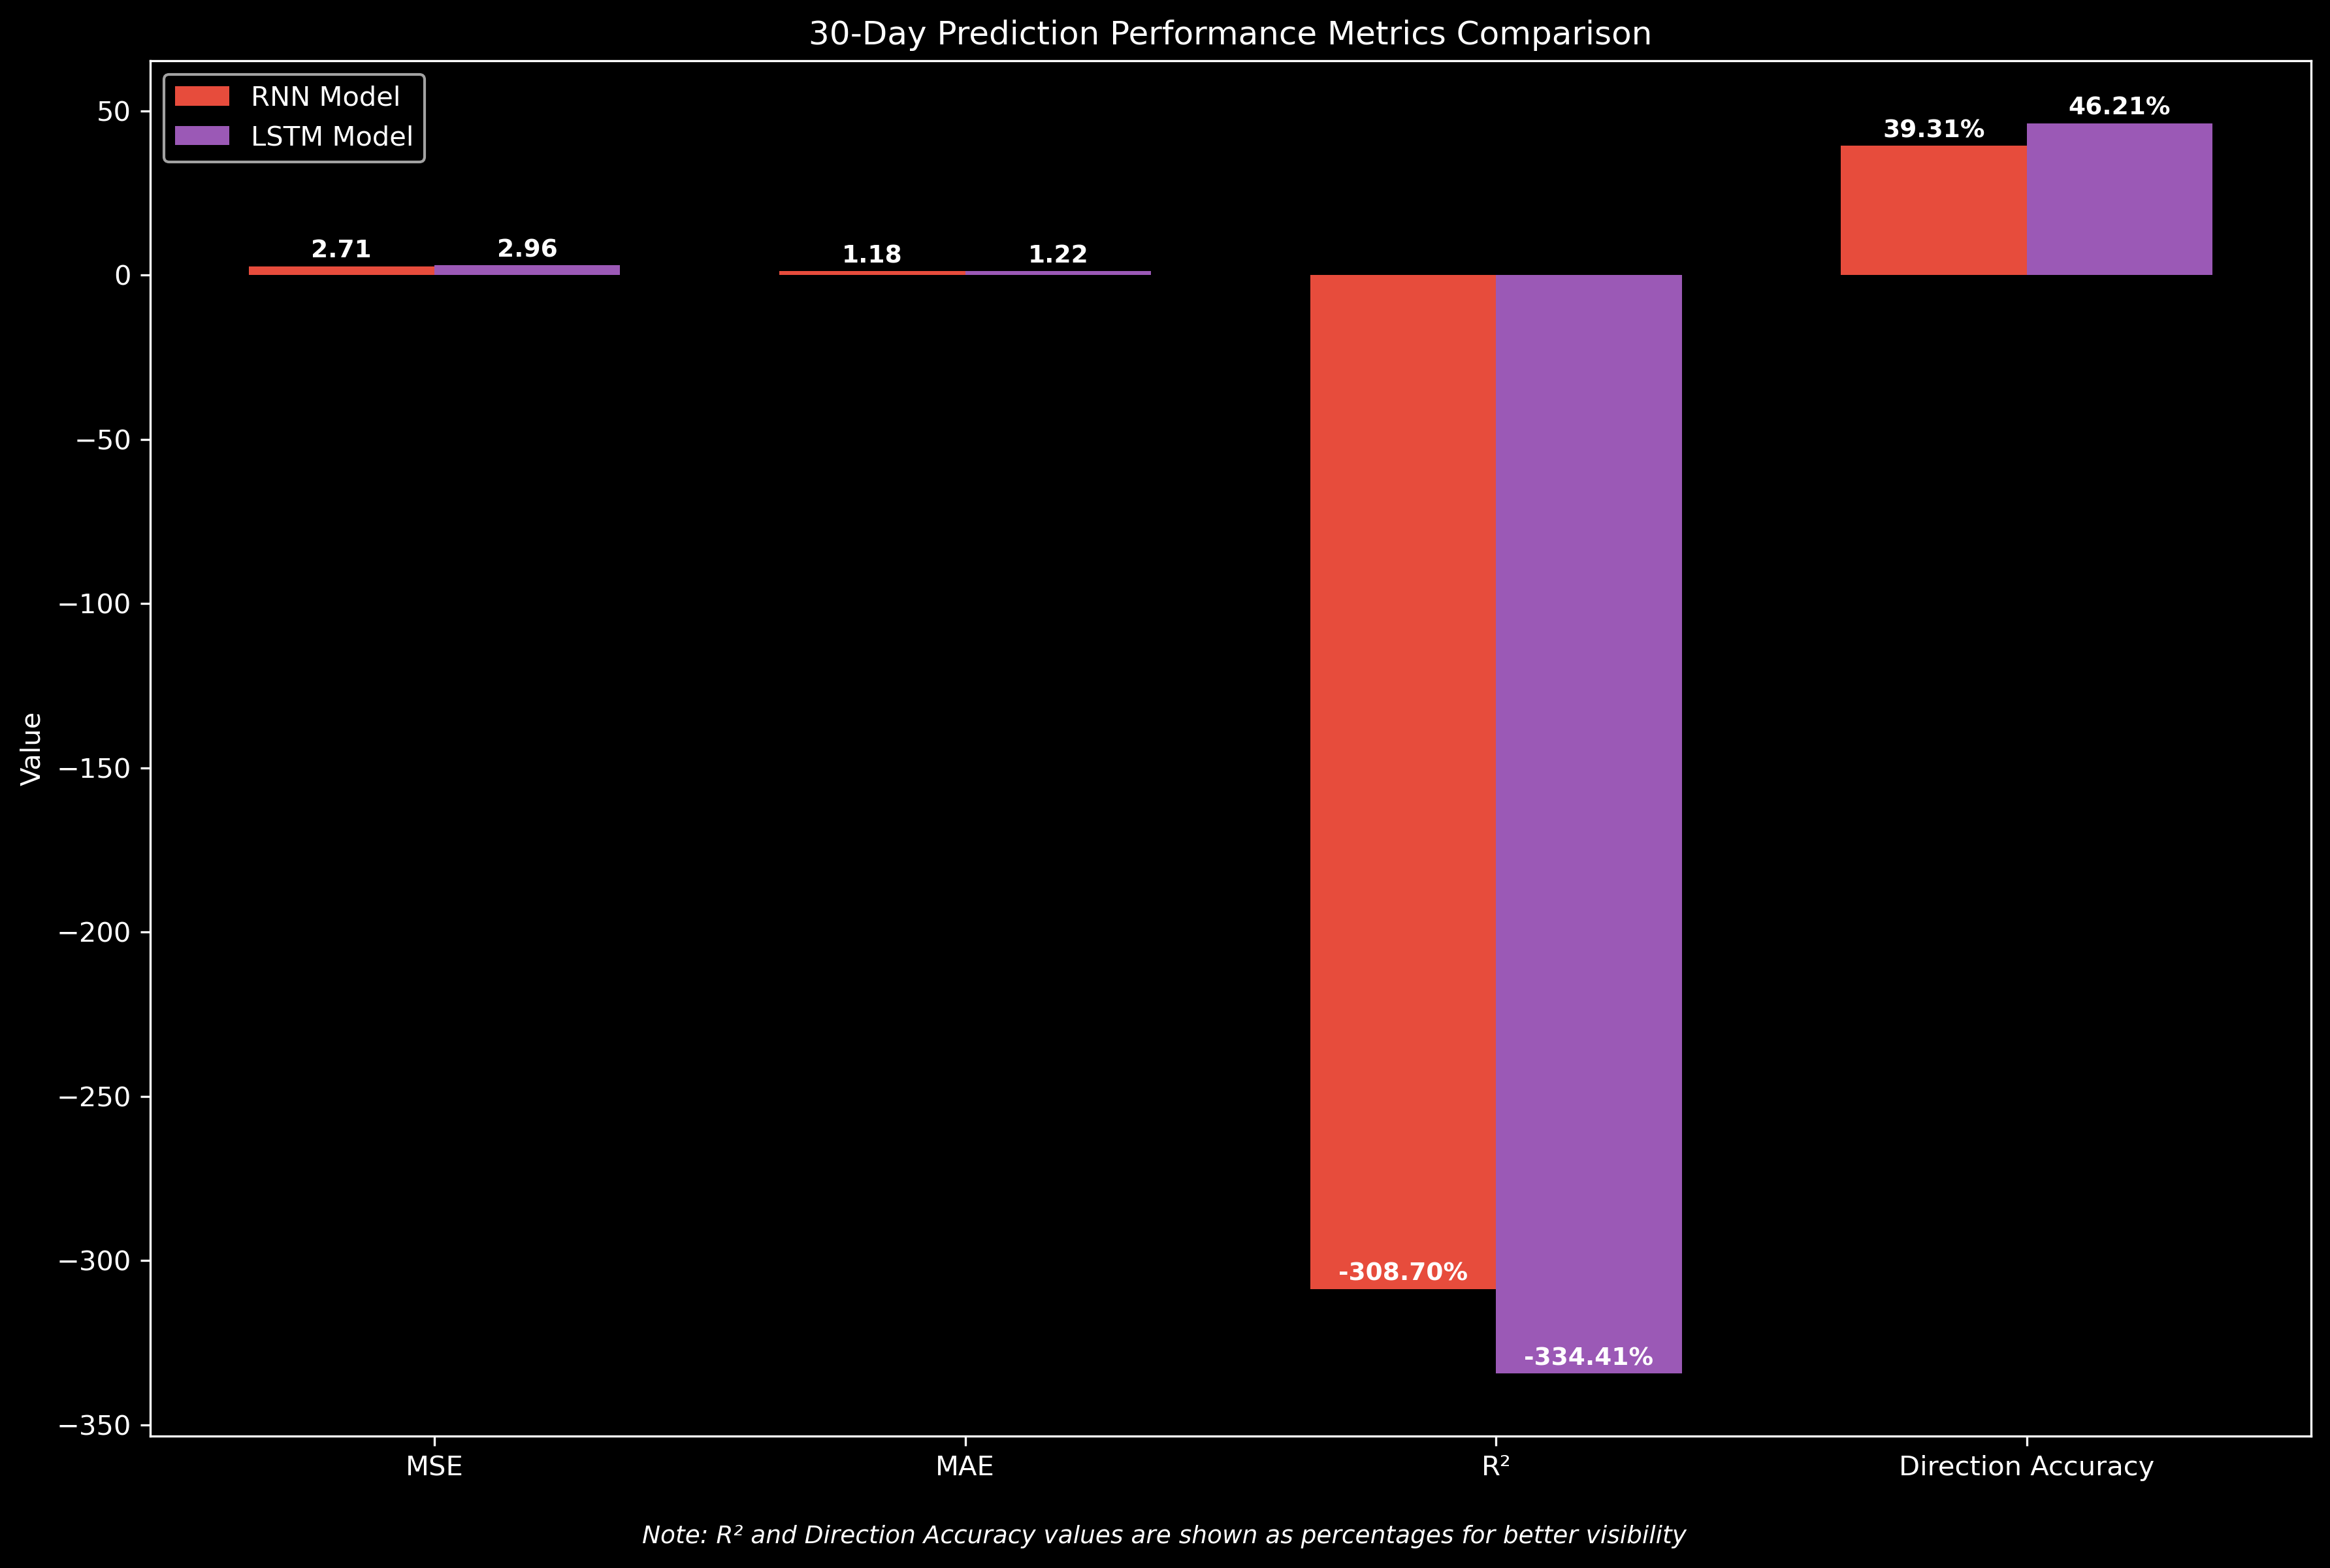 30-Day Prediction Performance Metrics Comparison
RNN Model
LSTM Model
50
0
−50
−100
−150
−200
−250
−300
−350
Value
2.71
2.96
1.18
1.22
-308.70%
-334.41%
39.31%
46.21%
MSE
MAE
R²
Direction Accuracy
Note: R² and Direction Accuracy values are shown as percentages for better visibility